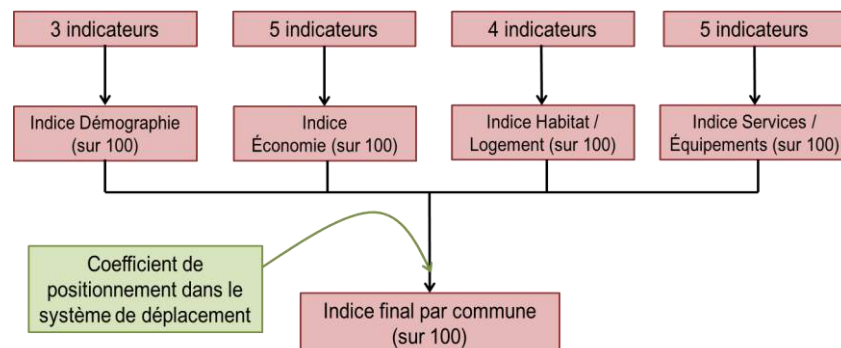 3 indicateurs
5 indicateurs
4 indicateurs
5 indicateurs
Indice Démographie
(sur 100)
Indice
Économie (sur 100)
Indice Habitat /
Logement (sur 100)
Indice Services /
Équipements (sur 100)
Coefficient de
positionnement dans le
système de déplacement
Indice final par commune
(sur 100)